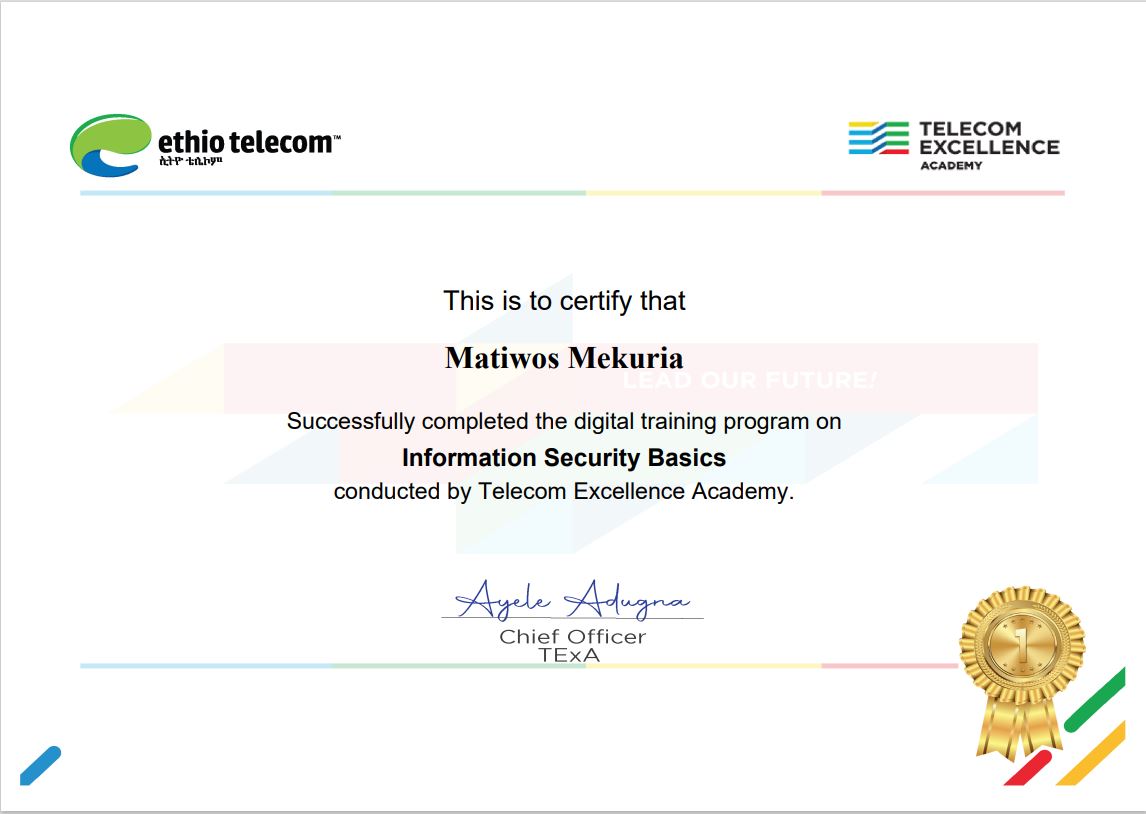 ethio telecom™
ኢትዮ ቴሌኮም
TELECOM
EXCELLENCE
ACADEMY
This is to certify that
Matiwos Mekuria
LEAD OUR FUTURE!
Successfully completed the digital training program on
Information Security Basics
conducted by Telecom Excellence Academy.
Ayele Adugna
Chief Officer
TExA
1